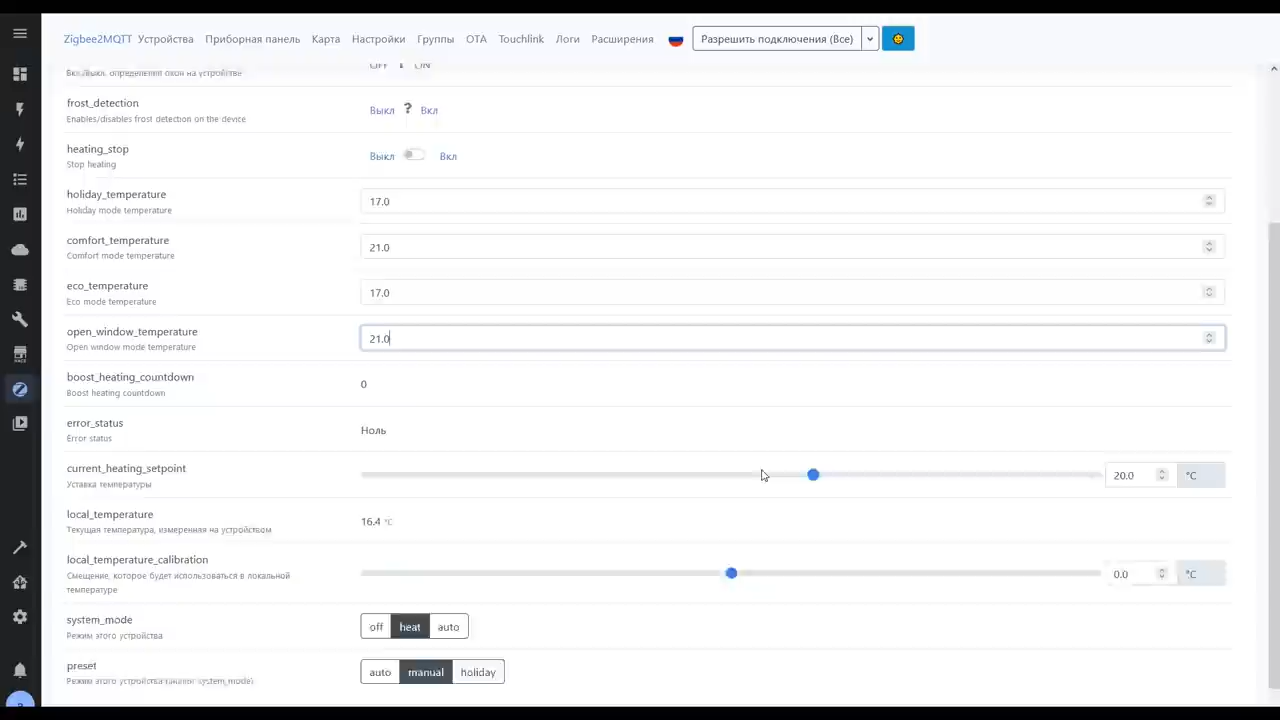 Zigbee2MQTT Устройства Приборная панель Карта Настройки Группы OTA Touchlink Логи Расширения Разрешить подключения (Все)
Вкл/выкл. определения окон на устройстве
OFF ON
frost_detection
Enables/disables frost detection on the device
Выкл ? Вкл
heating_stop
Stop heating
Выкл Вкл
holiday_temperature
Holiday mode temperature
17.0
comfort_temperature
Comfort mode temperature
21.0
eco_temperature
Eco mode temperature
17.0
open_window_temperature
Open window mode temperature
21.0
boost_heating_countdown
Boost heating countdown
0
error_status
Error status
Ноль
current_heating_setpoint
Уставка температуры
20.0 °C
local_temperature
Текущая температура, измеренная на устройством
16.4 °C
local_temperature_calibration
Смещение, которое будет использоваться в локальной
температуре
0.0 °C
system_mode
Режим этого устройства
off heat auto
preset
Режим этого устройства (аналог system_mode)
auto manual holiday